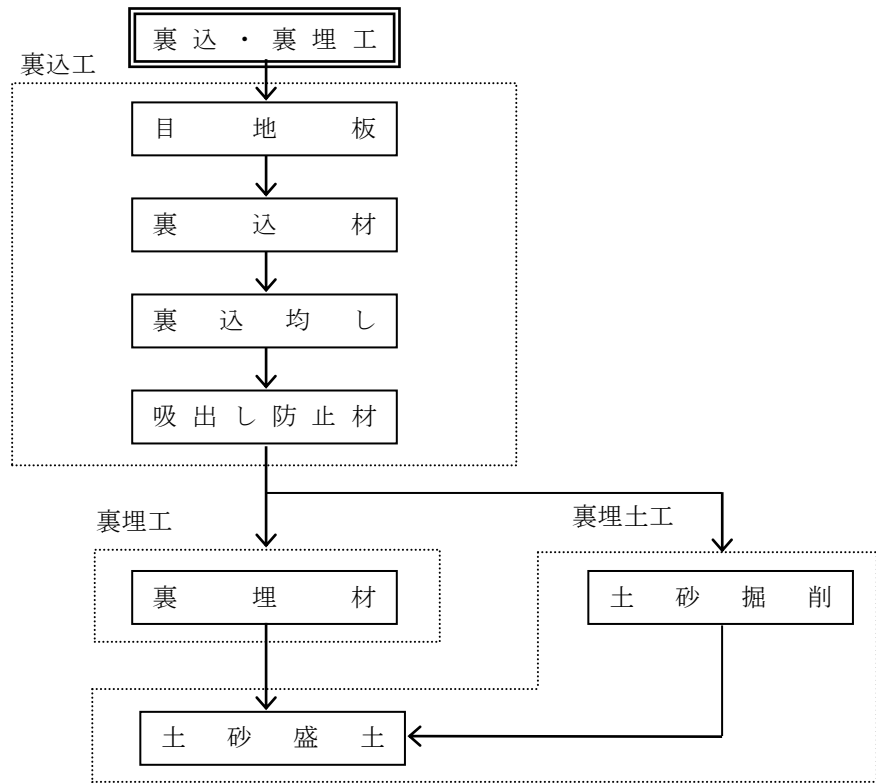 裏込・裏埋工
裏込工
目地板
裏込材
裏込均し
吸出し防止材
裏埋工
裏埋土工
裏埋材
土砂掘削
土砂盛土